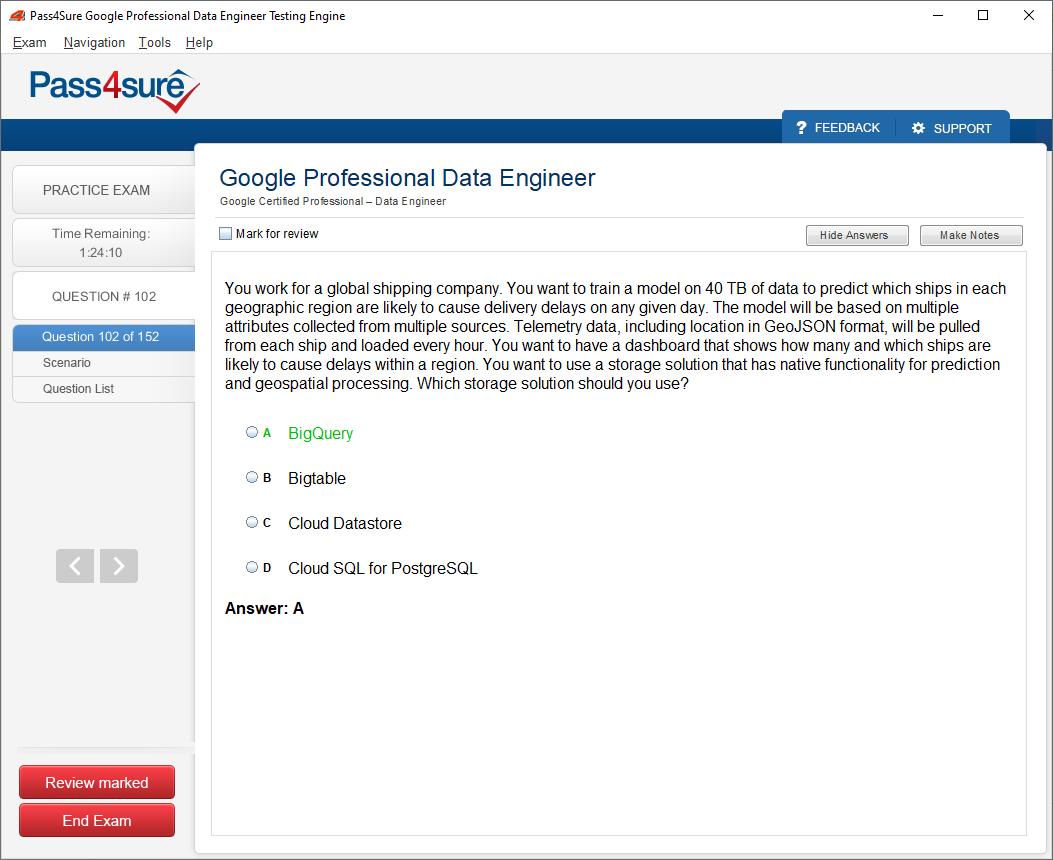 Pass4Sure Google Professional Data Engineer Testing Engine
Exam Navigation Tools Help
Pass4sure
? FEEDBACK SUPPORT
PRACTICE EXAM
Time Remaining:
1:24:10
QUESTION # 102
Question 102 of 152
Scenario
Question List
Google Professional Data Engineer
Google Certified Professional – Data Engineer
Mark for review
Hide Answers Make Notes
You work for a global shipping company. You want to train a model on 40 TB of data to predict which ships in each
geographic region are likely to cause delivery delays on any given day. The model will be based on multiple
attributes collected from multiple sources. Telemetry data, including location in GeoJSON format, will be pulled
from each ship and loaded every hour. You want to have a dashboard that shows how many and which ships are
likely to cause delays within a region. You want to use a storage solution that has native functionality for prediction
and geospatial processing. Which storage solution should you use?
A BigQuery
B Bigtable
C Cloud Datastore
D Cloud SQL for PostgreSQL
Answer: A
Review marked
End Exam